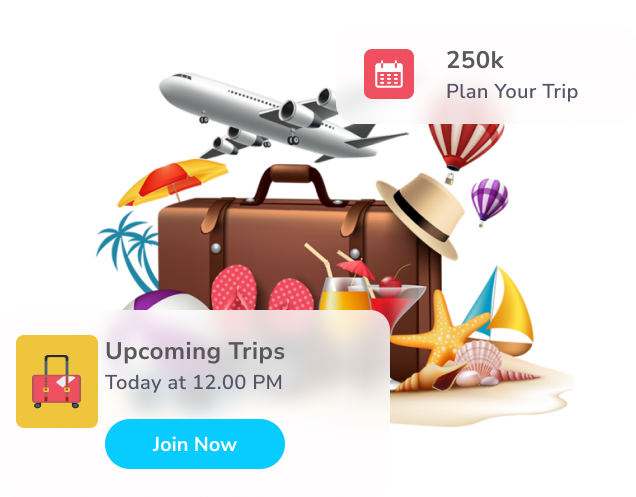 250k
Plan Your Trip
Upcoming Trips
Today at 12.00 PM
Join Now